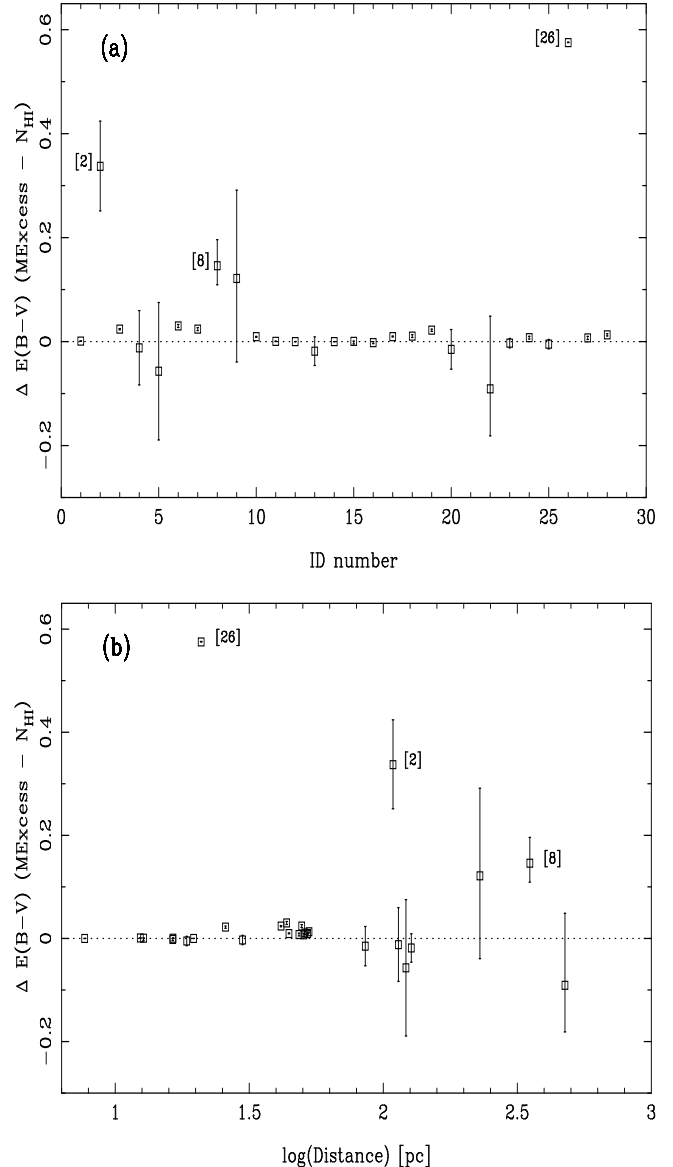 (a)
[26]
[2]
[8]
0.6
0.4
0.2
0
−0.2
Δ E(B−V) (MExcess − N_HI)
0 5 10 15 20 25 30
ID number
(b)
[26]
[2]
[8]
0.6
0.4
0.2
0
−0.2
Δ E(B−V) (MExcess − N_HI)
1 1.5 2 2.5 3
log(Distance) [pc]